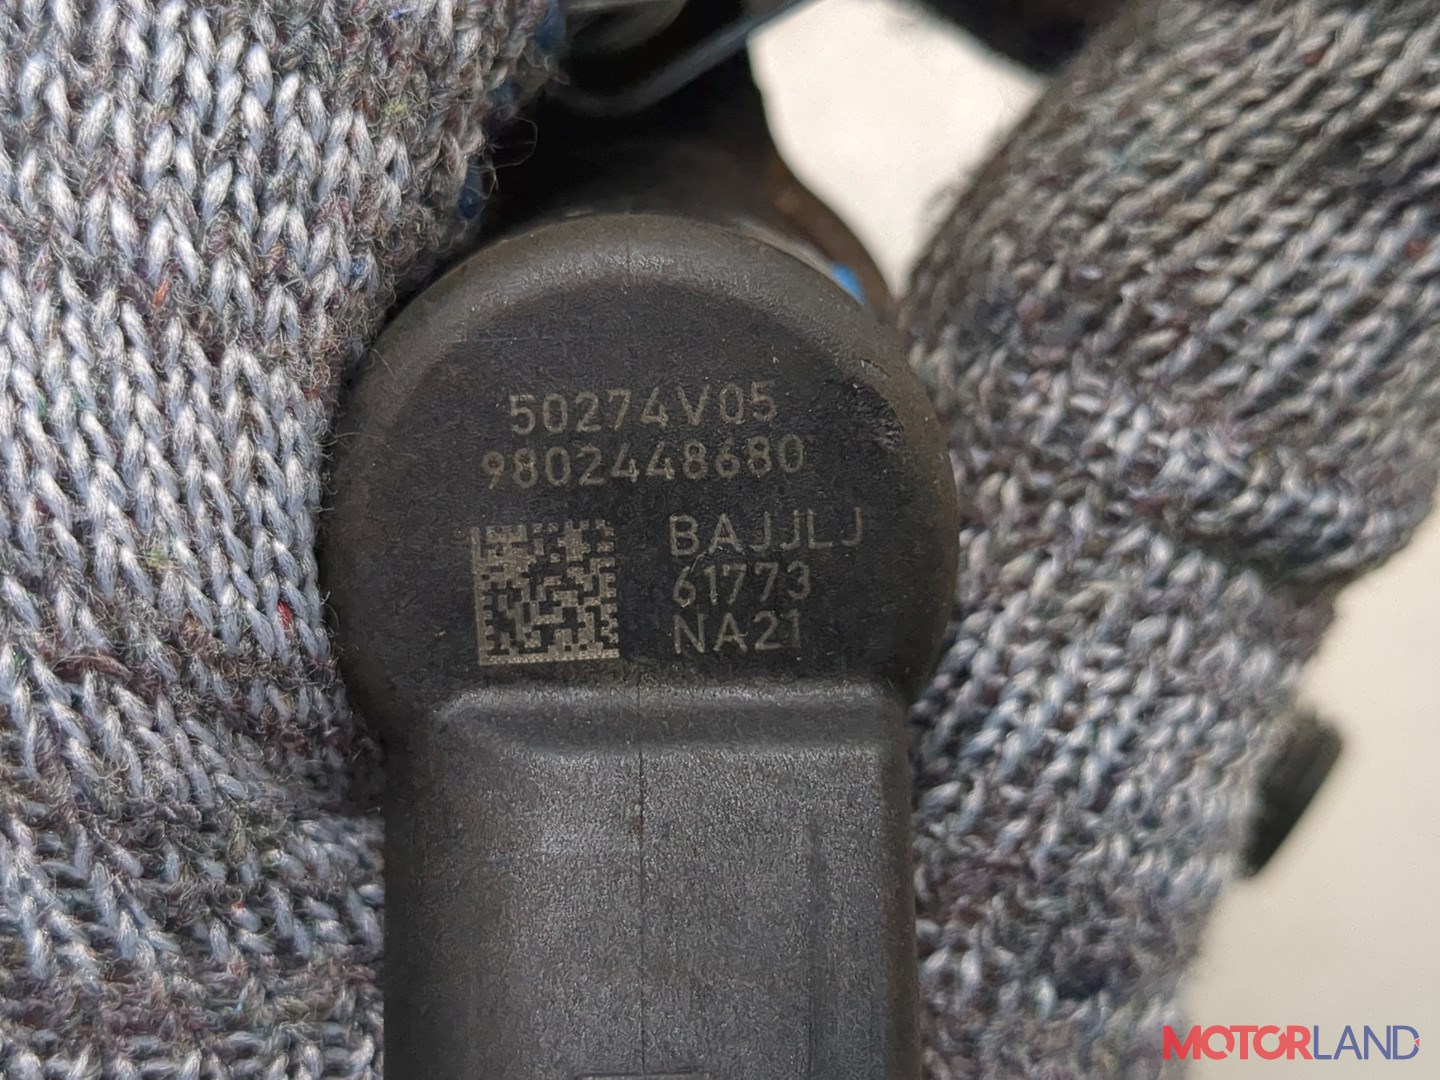 50274V05
9802448680
BAJJLJ
61773
NA21
MOTORLAND